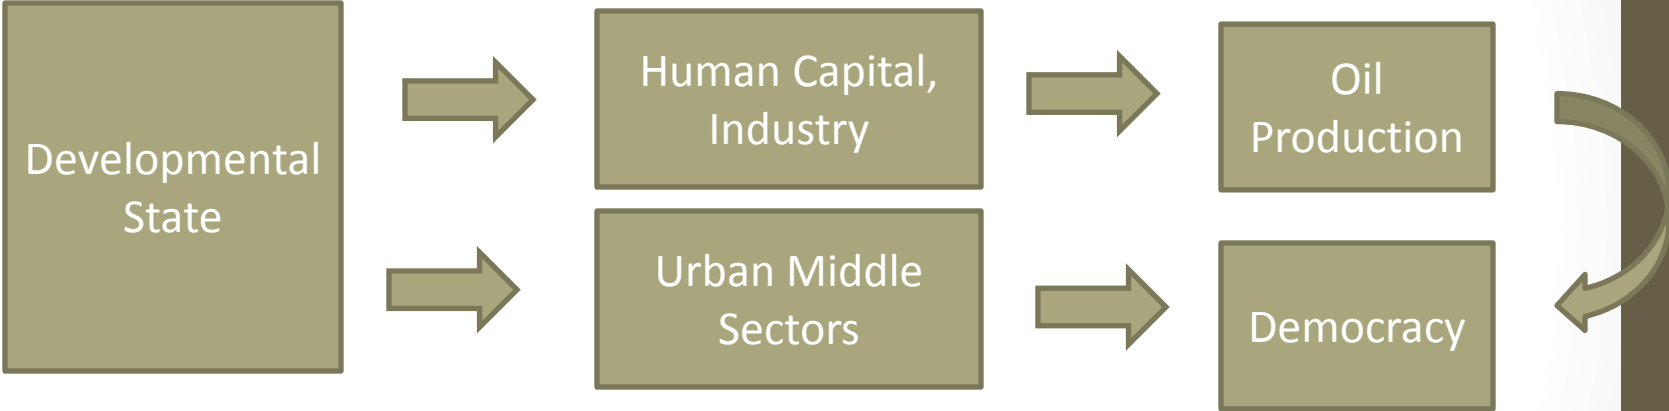 Developmental
State
Human Capital,
Industry
Oil
Production
Urban Middle
Sectors
Democracy